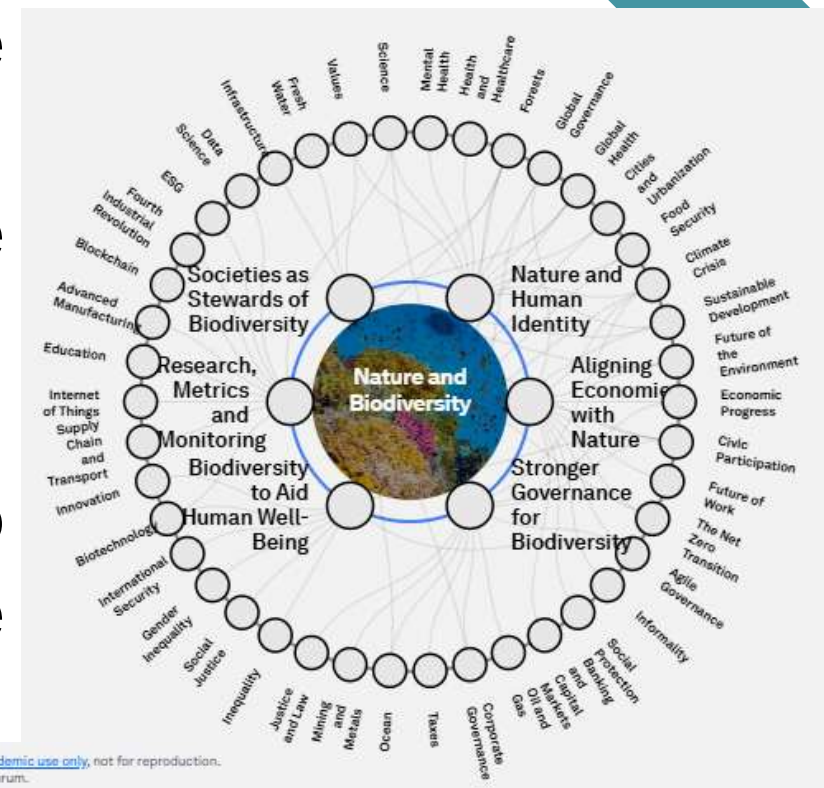 Science
Mental
Health
Health
and
Healthcare
Forests
Global
Governance
Global
Health
Cities
and
Urbanization
Food
Security
Climate
Crisis
Sustainable
Development
Future of
the
Environment
Economic
Progress
Civic
Participation
Future of
Work
The Net
Zero
Transition
Agile
Governance
Informality
Social
Protection
Banking
and
Capital
Markets
Oil and
Gas
Corporate
Governance
Taxes
Ocean
Mining
and
Metals
Justice
and Law
Inequality
Social
Justice
Gender
Inequality
International
Security
Biotechnology
Innovation
Supply
Chain
and
Transport
Internet
of Things
Education
Advanced
Manufacturing
Blockchain
Fourth
Industrial
Revolution
ESG
Data
Science
Infrastructure
Fresh
Water
Values
Societies as
Stewards of
Biodiversity
Nature and
Human
Identity
Research,
Metrics
and
Monitoring
Nature and
Biodiversity
Aligning
Economic
with
Nature
Biodiversity
to Aid
Human Well-
Being
Stronger
Governance
for
Biodiversity
demic use only, not for reproduction.
rum.